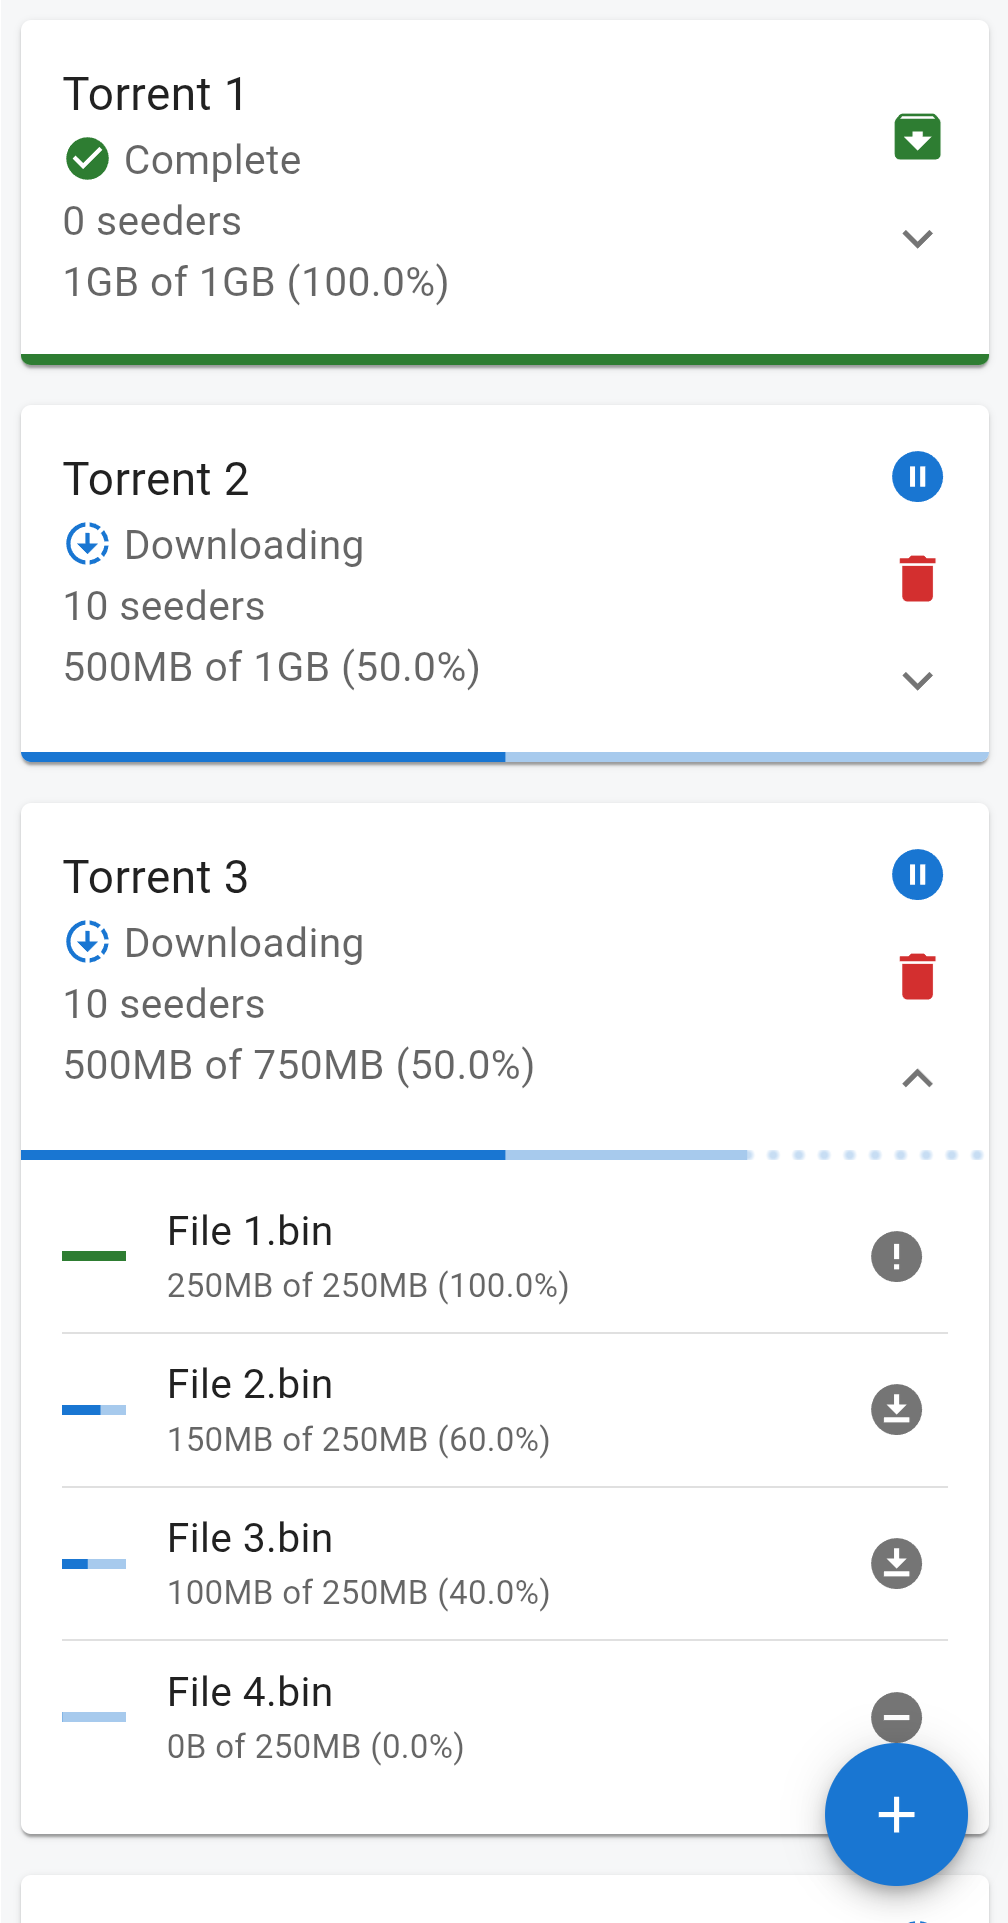 Torrent 1
Complete
0 seeders
1GB of 1GB (100.0%)
Torrent 2
Downloading
10 seeders
500MB of 1GB (50.0%)
Torrent 3
Downloading
10 seeders
500MB of 750MB (50.0%)
File 1.bin
250MB of 250MB (100.0%)
File 2.bin
150MB of 250MB (60.0%)
File 3.bin
100MB of 250MB (40.0%)
File 4.bin
0B of 250MB (0.0%)